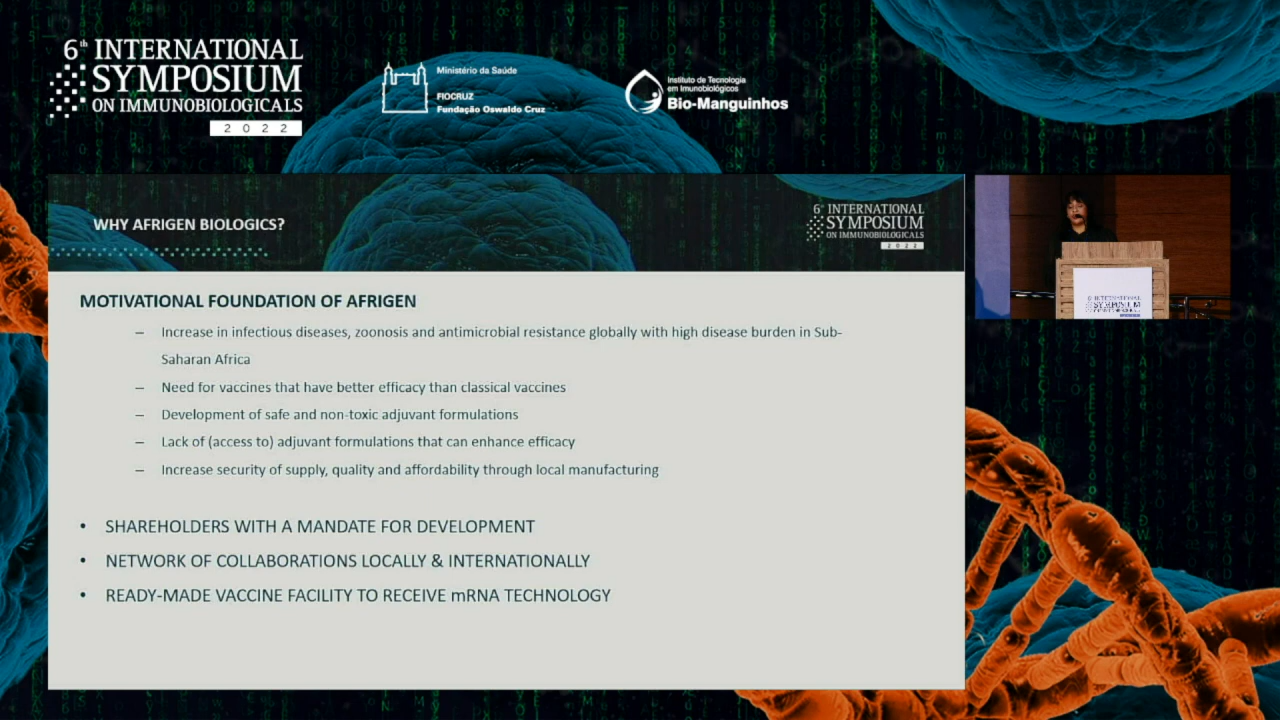 6th INTERNATIONAL
SYMPOSIUM
ON IMMUNOBIOLOGICALS
2022
Ministério da Saúde
FIOCRUZ
Fundação Oswaldo Cruz
Instituto de Tecnologia
em Imunobiológicos
Bio-Manguinhos
WHY AFRIGEN BIOLOGICS?
6th INTERNATIONAL
SYMPOSIUM
ON IMMUNOBIOLOGICALS
2022
MOTIVATIONAL FOUNDATION OF AFRIGEN
– Increase in infectious diseases, zoonosis and antimicrobial resistance globally with high disease burden in Sub-
Saharan Africa
– Need for vaccines that have better efficacy than classical vaccines
– Development of safe and non-toxic adjuvant formulations
– Lack of (access to) adjuvant formulations that can enhance efficacy
– Increase security of supply, quality and affordability through local manufacturing
• SHAREHOLDERS WITH A MANDATE FOR DEVELOPMENT
• NETWORK OF COLLABORATIONS LOCALLY & INTERNATIONALLY
• READY-MADE VACCINE FACILITY TO RECEIVE mRNA TECHNOLOGY